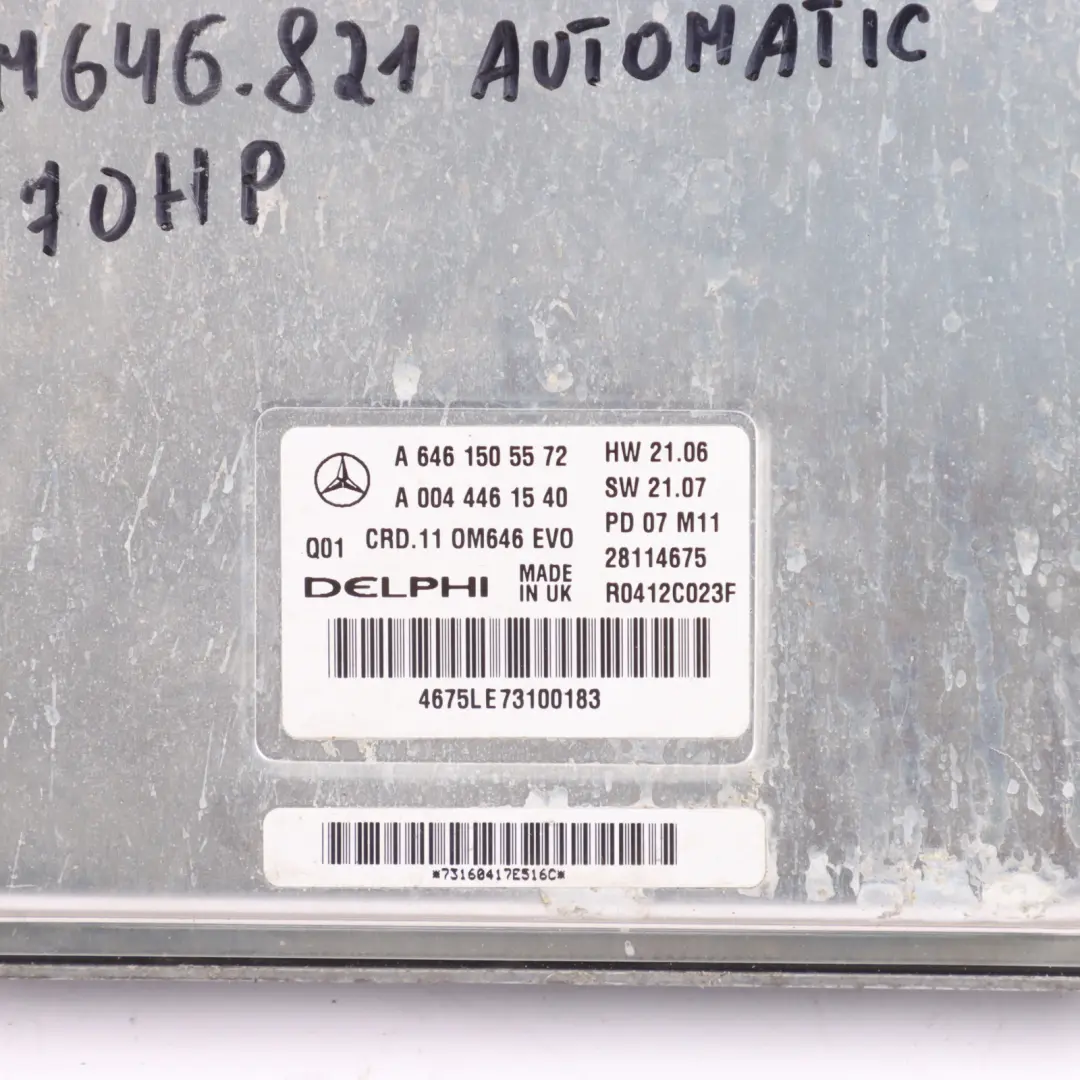 M646.821 AUTOMATIC
70HP
A 646 150 55 72
HW 21.06
A 004 446 15 40
SW 21.07
PD 07 M11
Q01 CRD.11 OM646 EVO
28114675
DELPHI
MADE
IN UK
R0412C023F
4675LE73100183
*73160417E516C*